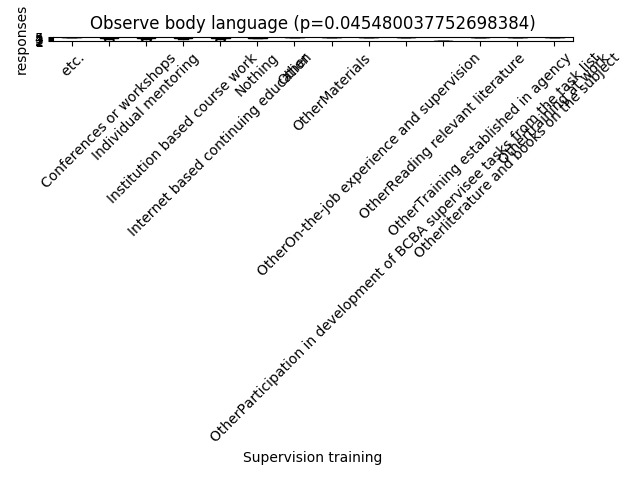 Observe body language (p=0.045480037752698384)
responses
etc.
Conferences or workshops
Individual mentoring
Institution based course work
Internet based continuing education
Nothing
Other
OtherMaterials
OtherOn-the-job experience and supervision
OtherParticipation in development of BCBA supervisee tasks from the task list
OtherReading relevant literature
OtherTraining established in agency
Otherliterature and books on the subject
Othertraining at work
Supervision training